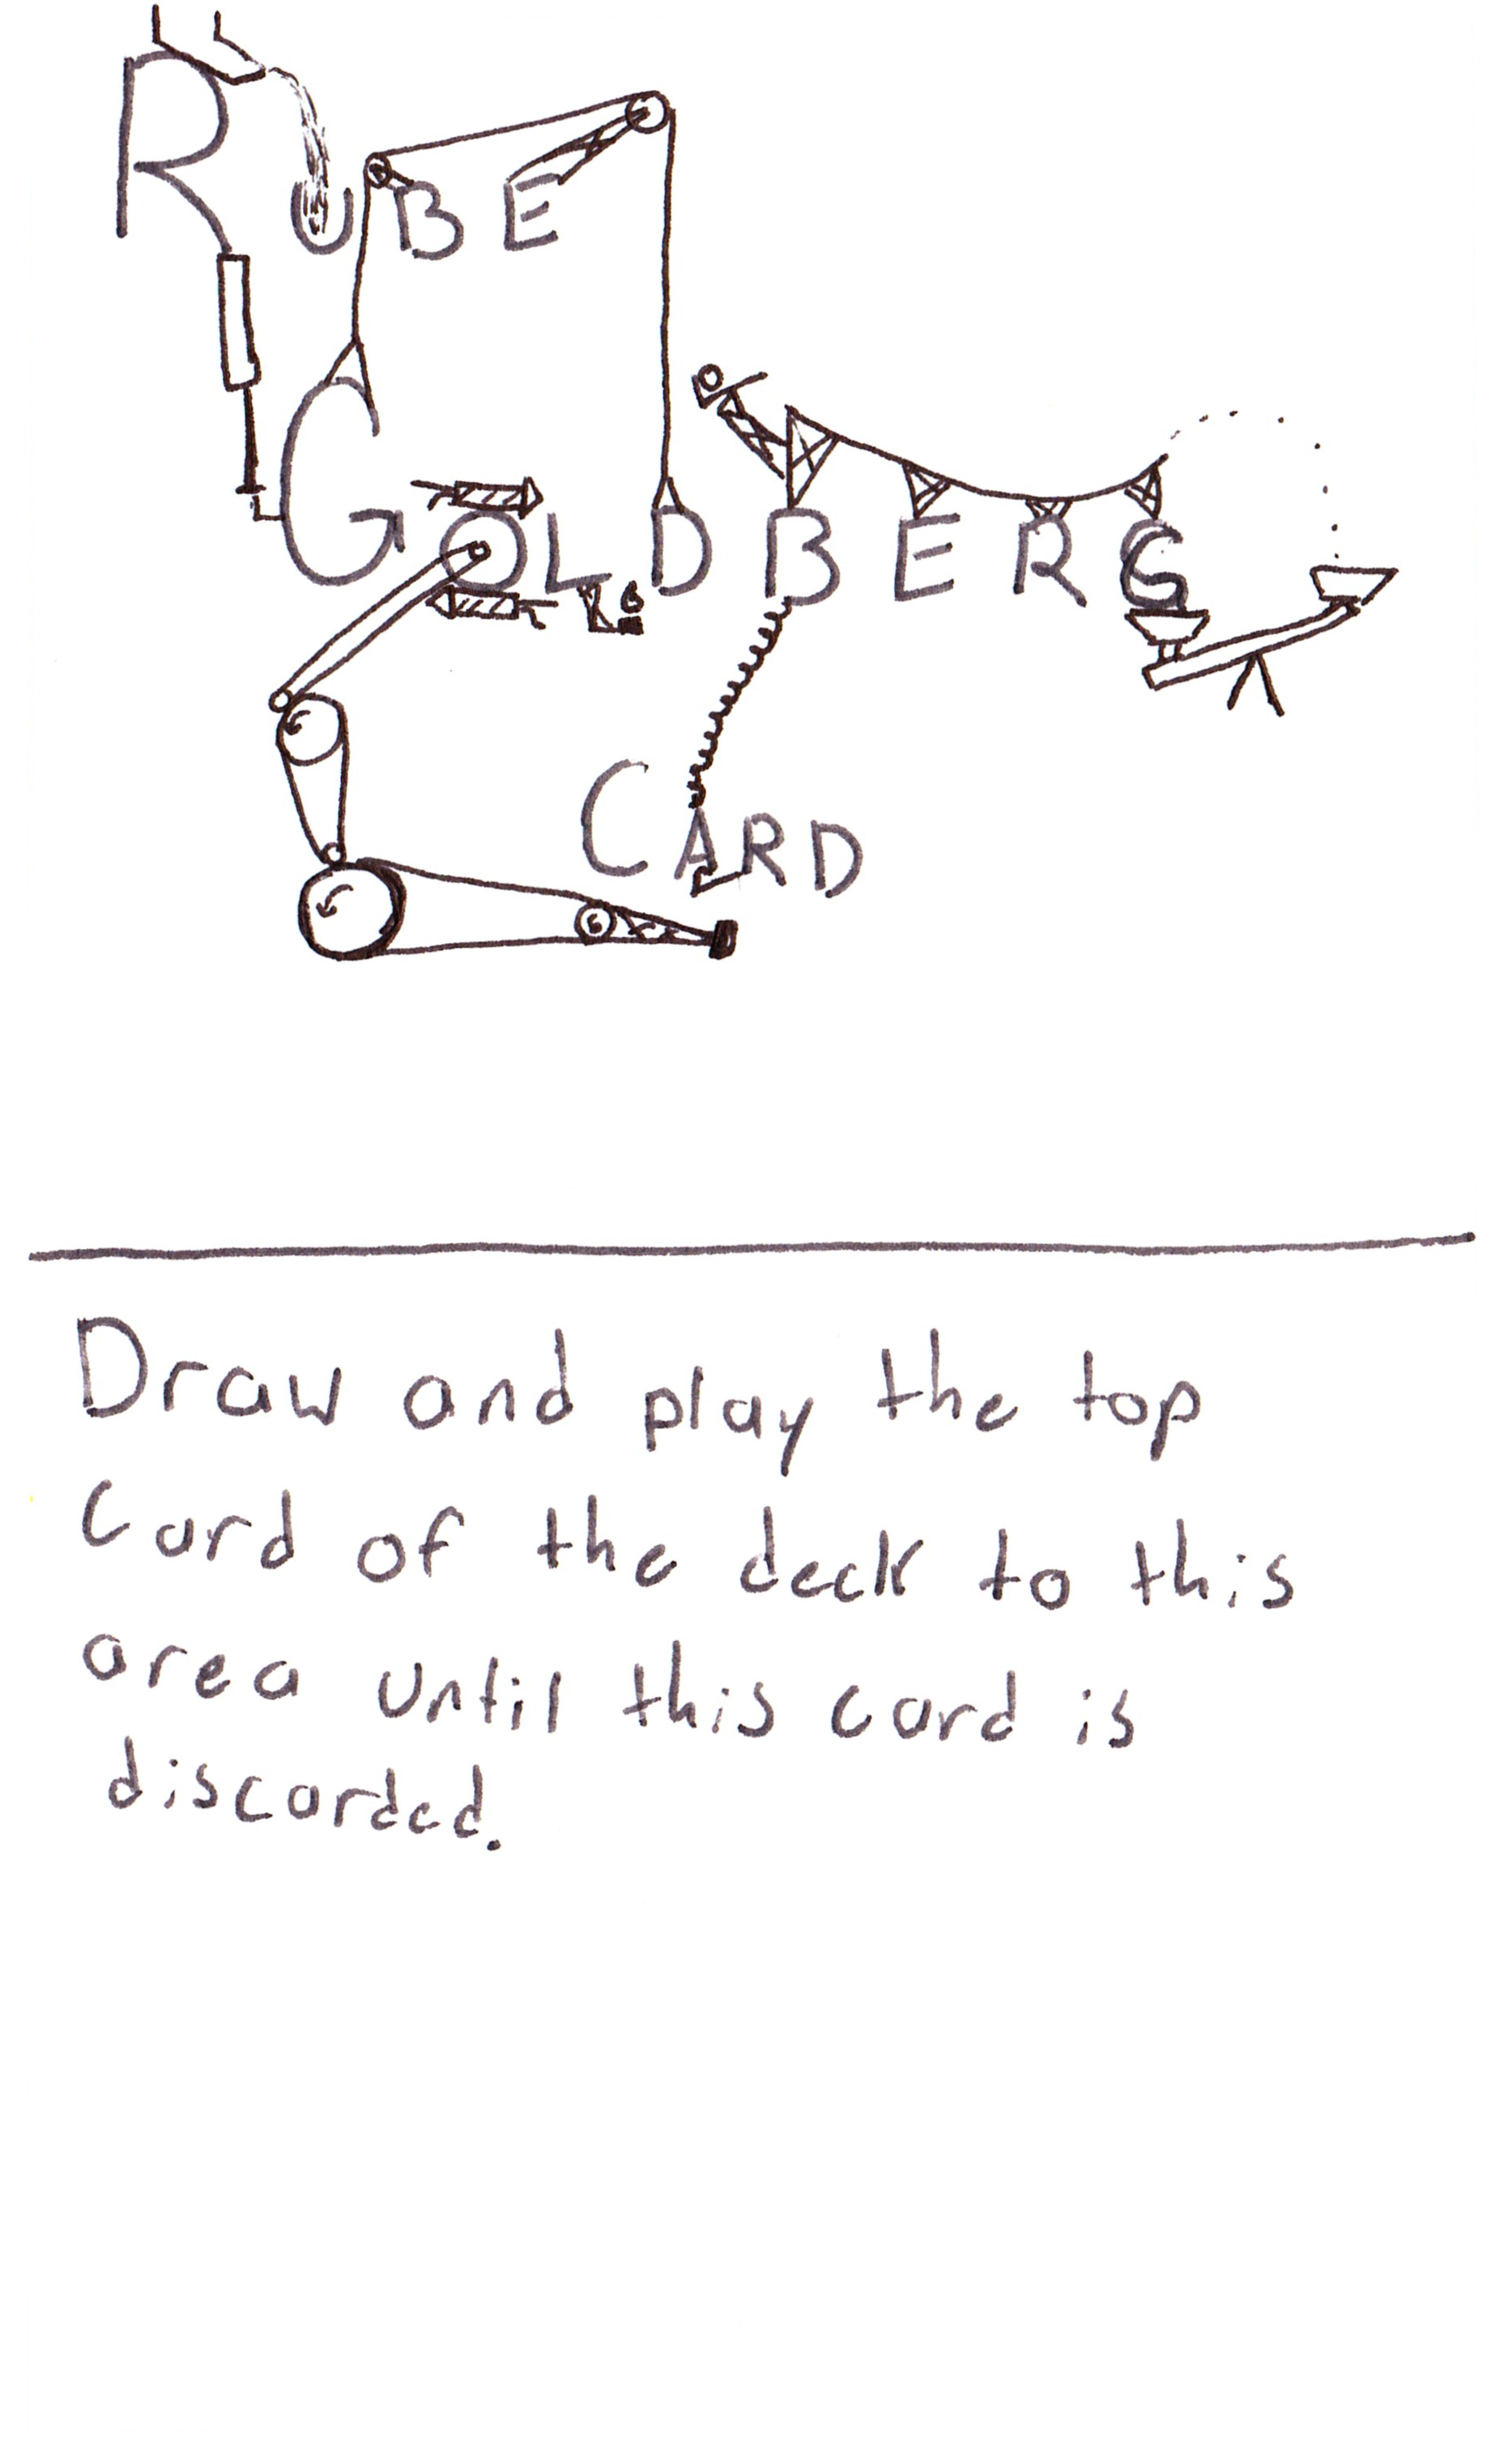 RUBE
GOLDBERG
CARD
Draw and play the top
Card of the deck to this
area until this card is
discarded.